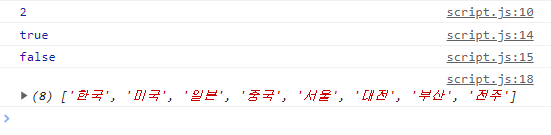 2 script.js:10
true script.js:14
false script.js:15
script.js:18
▶ (8) ['한국', '미국', '일본', '중국', '서울', '대전', '부산', '전주']
>